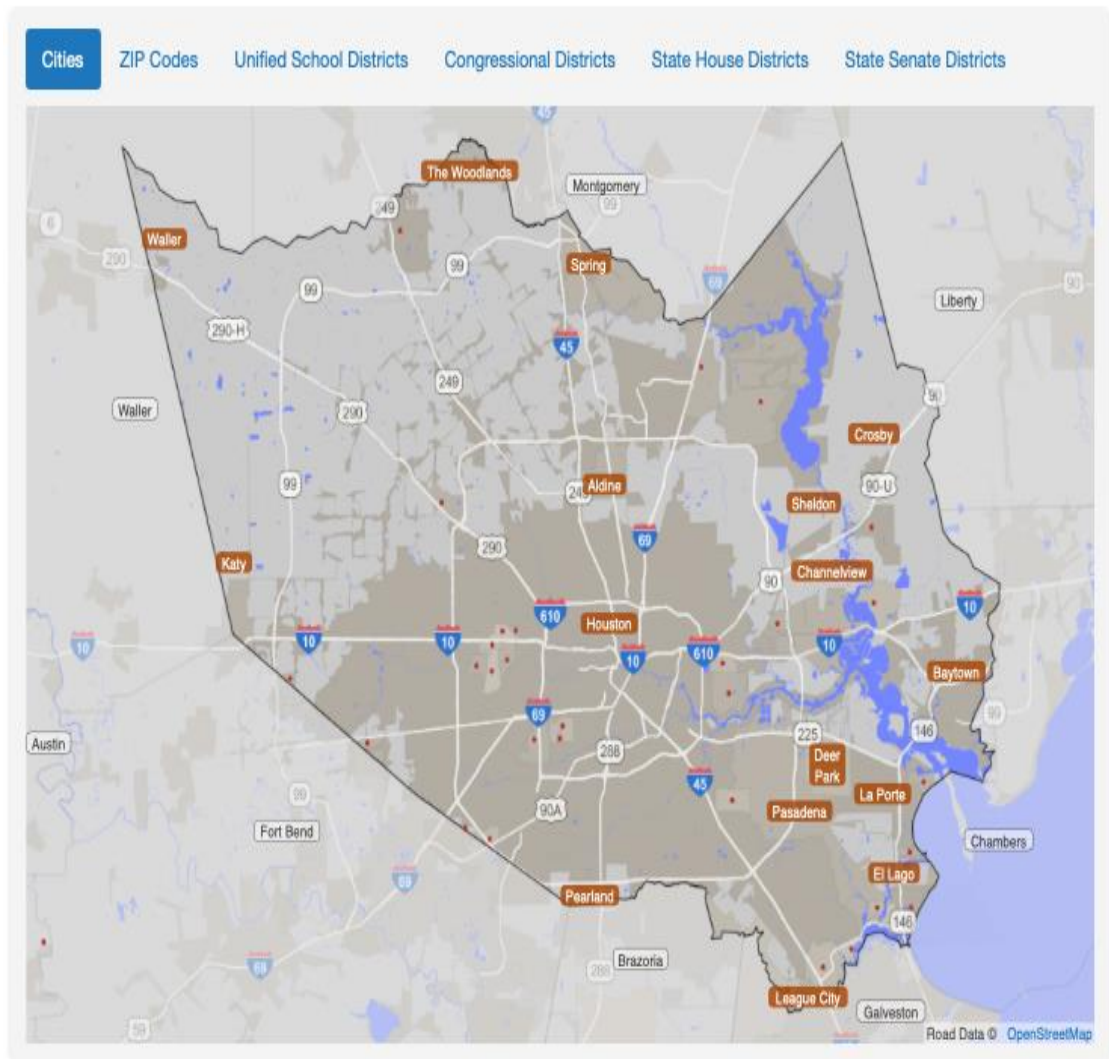 Cities ZIP Codes Unified School Districts Congressional Districts State House Districts State Senate Districts
45
The Woodlands
Montgomery
249
99
6
Waller
290
Spring
99
99
69
90
Liberty
290-H
45
249
90
Waller
290
Crosby
99
Aldine
90-U
Sheldon
69
290
Katy
90
Channelview
610
10
Houston
10
10
10
10
610
10
Baytown
69
99
146
Austin
288
225
Deer
Park
45
La Porte
99
90A
Pasadena
Fort Bend
Chambers
69
El Lago
Pearland
146
Brazoria
69
288
League City
Galveston
59
Road Data © OpenStreetMap